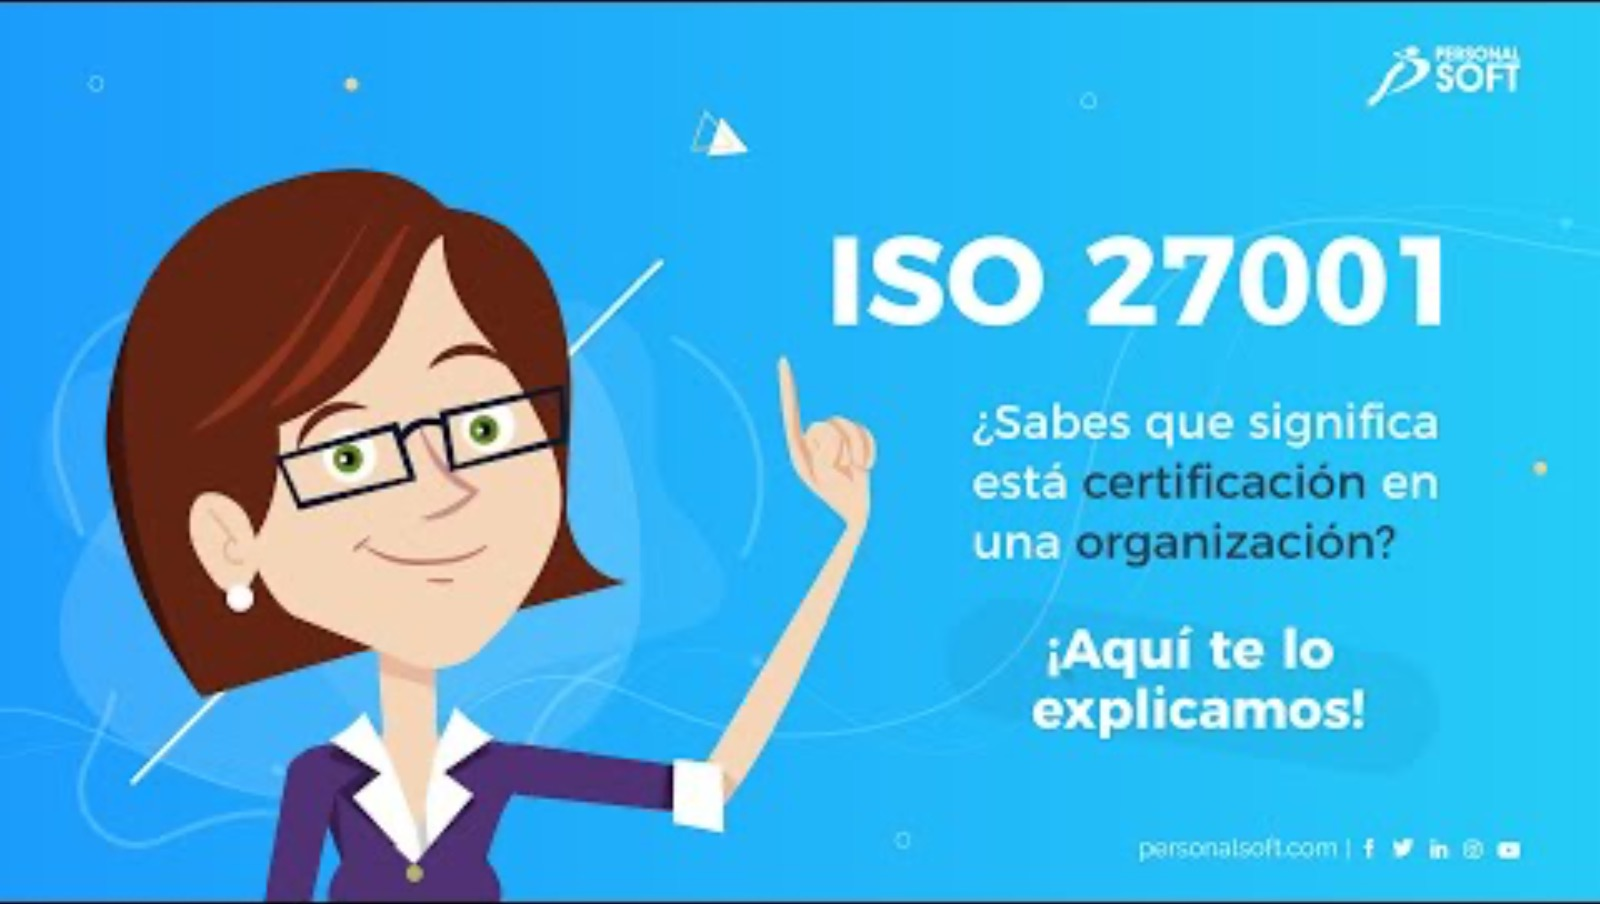 PERSONAL
SOFT
ISO 27001
¿Sabes que significa
está certificación en
una organización?
¡Aquí te lo
explicamos!
personalsoft.com |